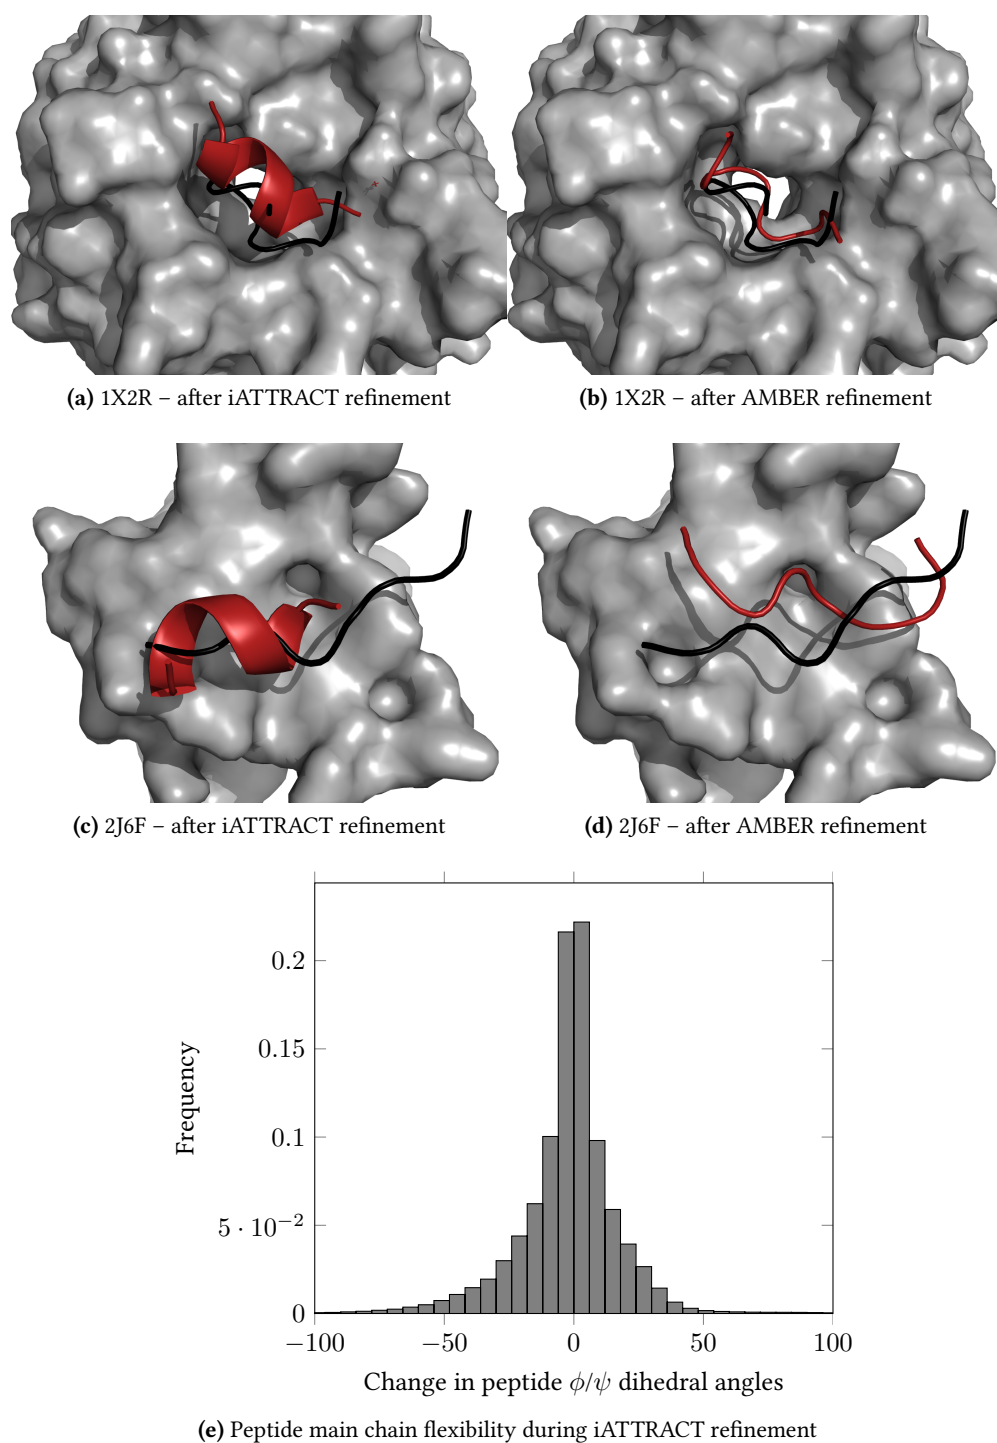 (a) 1X2R – after iATTRACT refinement
(b) 1X2R – after AMBER refinement
(c) 2J6F – after iATTRACT refinement
(d) 2J6F – after AMBER refinement
0.2
0.15
0.1
5 · 10⁻²
0
Frequency
−100
−50
0
50
100
Change in peptide ϕ/ψ dihedral angles
(e) Peptide main chain flexibility during iATTRACT refinement